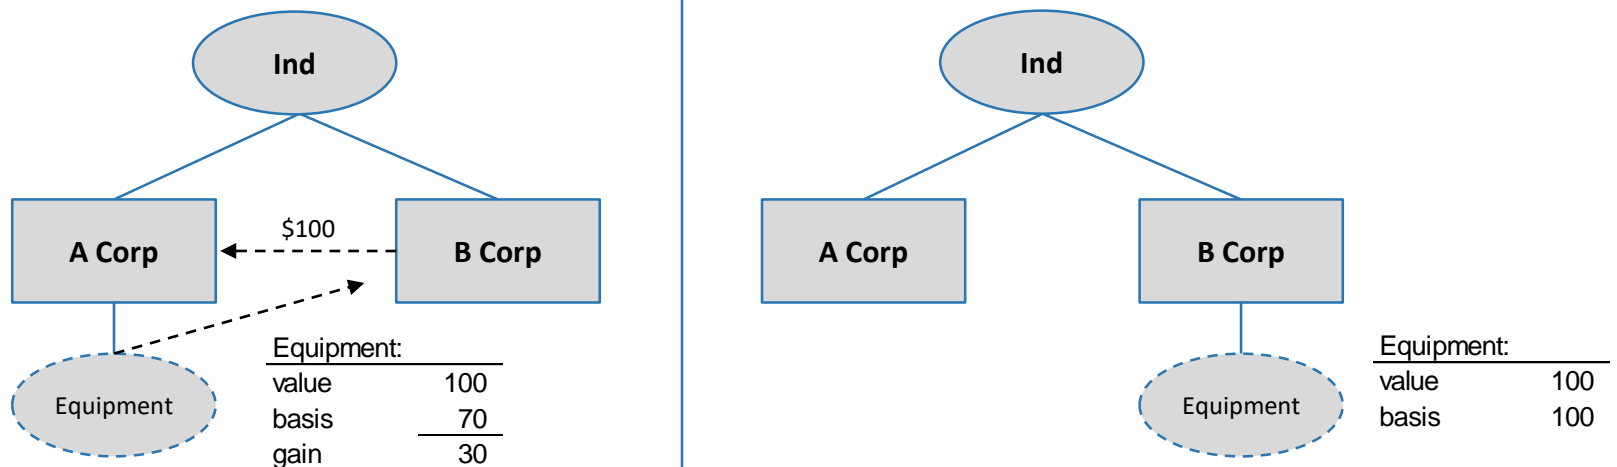 Ind
A Corp
$100
B Corp
Equipment
Equipment:
value 100
basis 70
gain 30
Ind
A Corp
B Corp
Equipment
Equipment:
value 100
basis 100